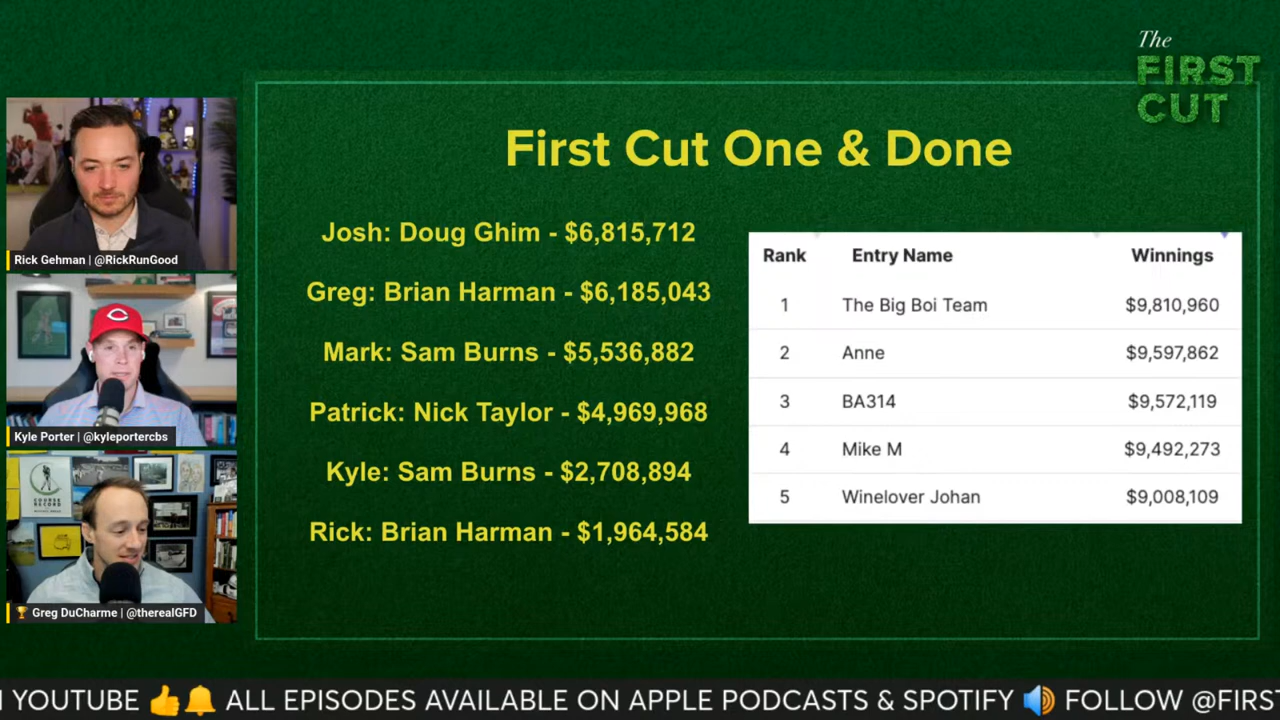 The
FIRST
CUT
First Cut One & Done
Rick Gehman | @RickRunGood
Kyle Porter | @kyleportercbs
COURSE
RECORD
🏆 Greg DuCharme | @therealGFD
Josh: Doug Ghim - $6,815,712
Greg: Brian Harman - $6,185,043
Mark: Sam Burns - $5,536,882
Patrick: Nick Taylor - $4,969,968
Kyle: Sam Burns - $2,708,894
Rick: Brian Harman - $1,964,584
Rank Entry Name Winnings
1 The Big Boi Team $9,810,960
2 Anne $9,597,862
3 BA314 $9,572,119
4 Mike M $9,492,273
5 Winelover Johan $9,008,109
YOUTUBE 👍🔔 ALL EPISODES AVAILABLE ON APPLE PODCASTS & SPOTIFY 🔊 FOLLOW @FIRS